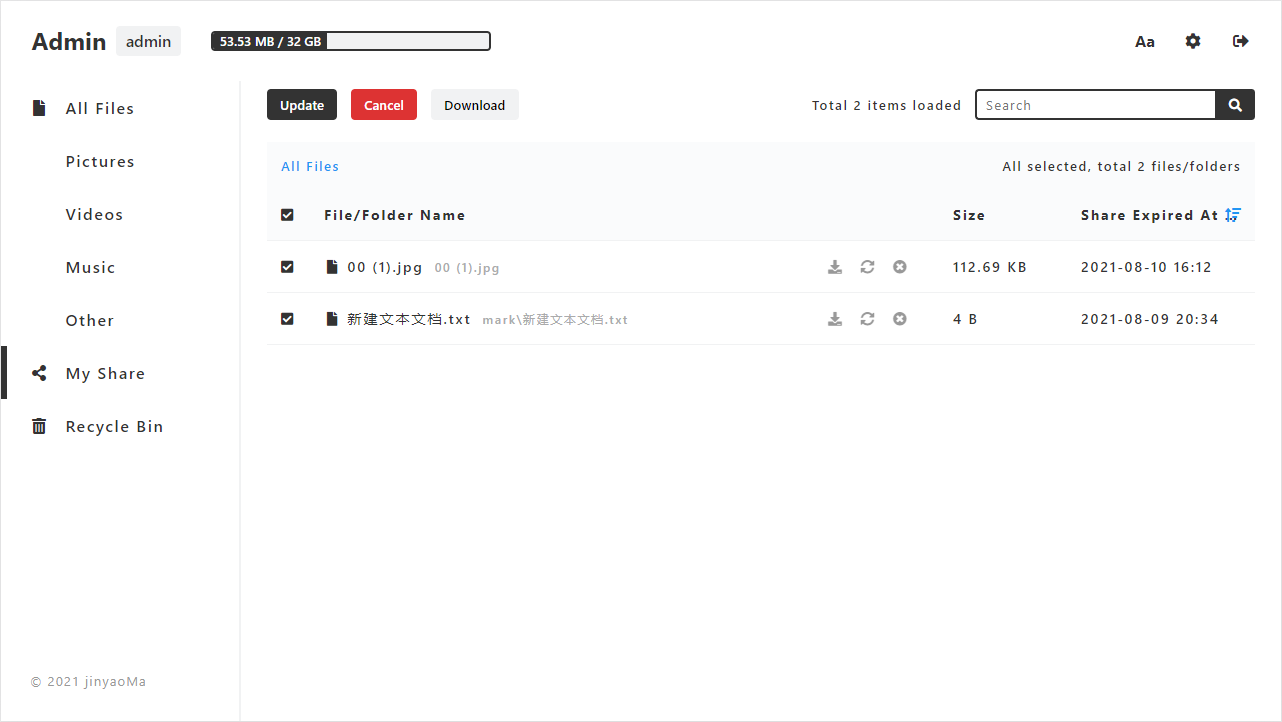 Admin admin 53.53 MB / 32 GB Aa
All Files
Pictures
Videos
Music
Other
My Share
Recycle Bin
© 2021 jinyaoMa
Update Cancel Download Total 2 items loaded Search
All Files All selected, total 2 files/folders
File/Folder Name Size Share Expired At
00 (1).jpg 00 (1).jpg 112.69 KB 2021-08-10 16:12
新建文本文档.txt mark\新建文本文档.txt 4 B 2021-08-09 20:34